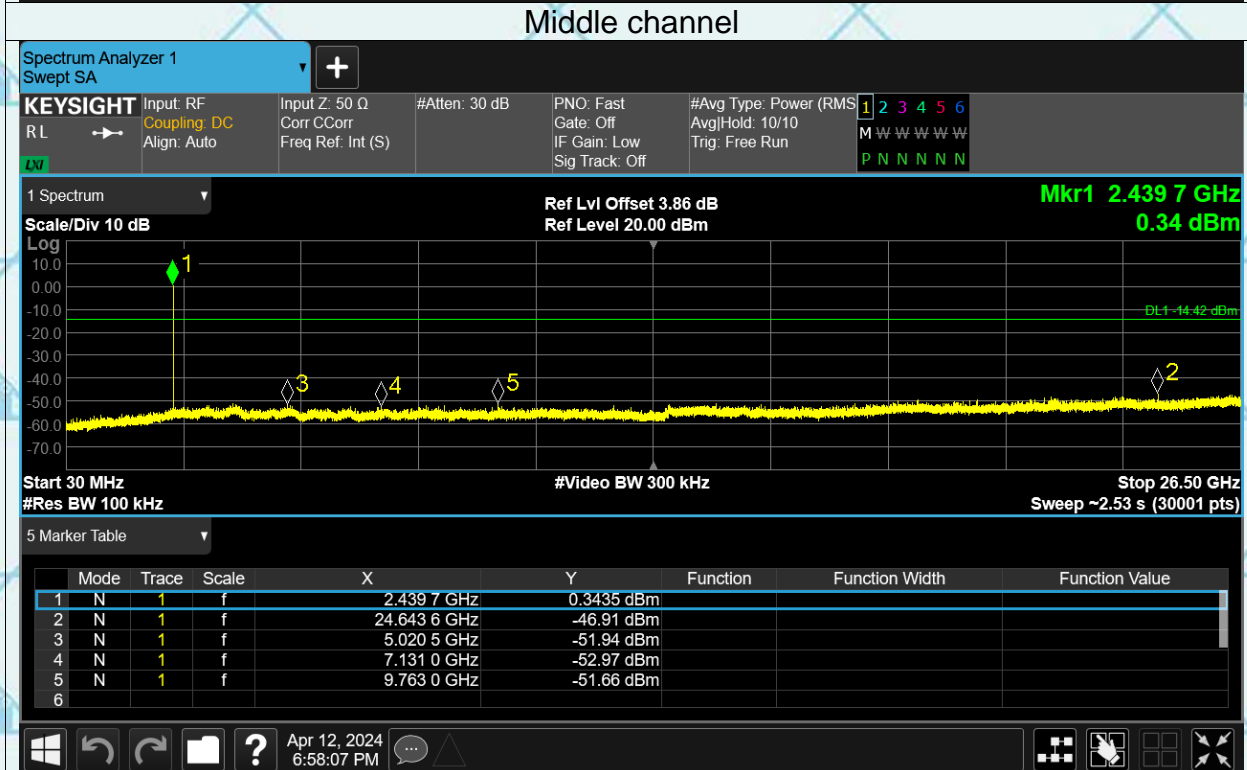 Middle channel
Spectrum Analyzer 1
Swept SA
KEYSIGHT
RL
LXI
Input: RF
Coupling: DC
Align: Auto
Input Z: 50 Ω
Corr CCorr
Freq Ref: Int (S)
#Atten: 30 dB
PNO: Fast
Gate: Off
IF Gain: Low
Sig Track: Off
#Avg Type: Power (RMS
Avg|Hold: 10/10
Trig: Free Run
1 2 3 4 5 6
M W W W W W
P N N N N N
1 Spectrum
Scale/Div 10 dB
Ref Lvl Offset 3.86 dB
Ref Level 20.00 dBm
Mkr1 2.439 7 GHz
0.34 dBm
Log
10.0
0.00
-10.0
-20.0
-30.0
-40.0
-50.0
-60.0
-70.0
1
DL1 -14.42 dBm
3
4
5
2
Start 30 MHz
#Video BW 300 kHz
Stop 26.50 GHz
#Res BW 100 kHz
Sweep ~2.53 s (30001 pts)
5 Marker Table
Mode Trace Scale X Y Function Function Width Function Value
1 N 1 f 2.439 7 GHz 0.3435 dBm
2 N 1 f 24.643 6 GHz -46.91 dBm
3 N 1 f 5.020 5 GHz -51.94 dBm
4 N 1 f 7.131 0 GHz -52.97 dBm
5 N 1 f 9.763 0 GHz -51.66 dBm
6
?
Apr 12, 2024
6:58:07 PM